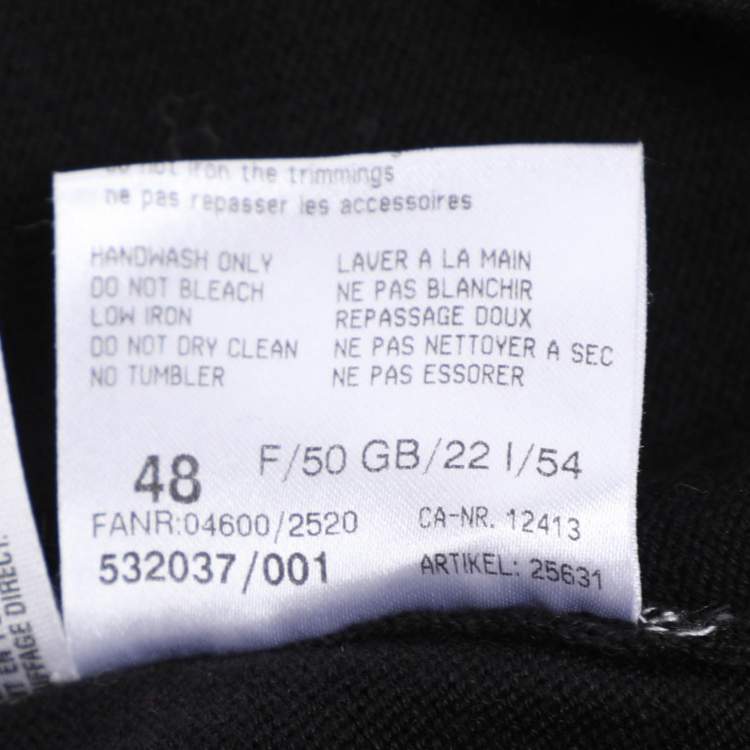 do not iron the trimmings
ne pas repasser les accessoires
HANDWASH ONLY LAVER A LA MAIN
DO NOT BLEACH NE PAS BLANCHIR
LOW IRON REPASSAGE DOUX
DO NOT DRY CLEAN NE PAS NETTOYER A SEC
NO TUMBLER NE PAS ESSORER
48 F/50 GB/22 I/54
FANR:04600/2520 CA-NR. 12413
532037/001 ARTIKEL: 25631
DIRECT.